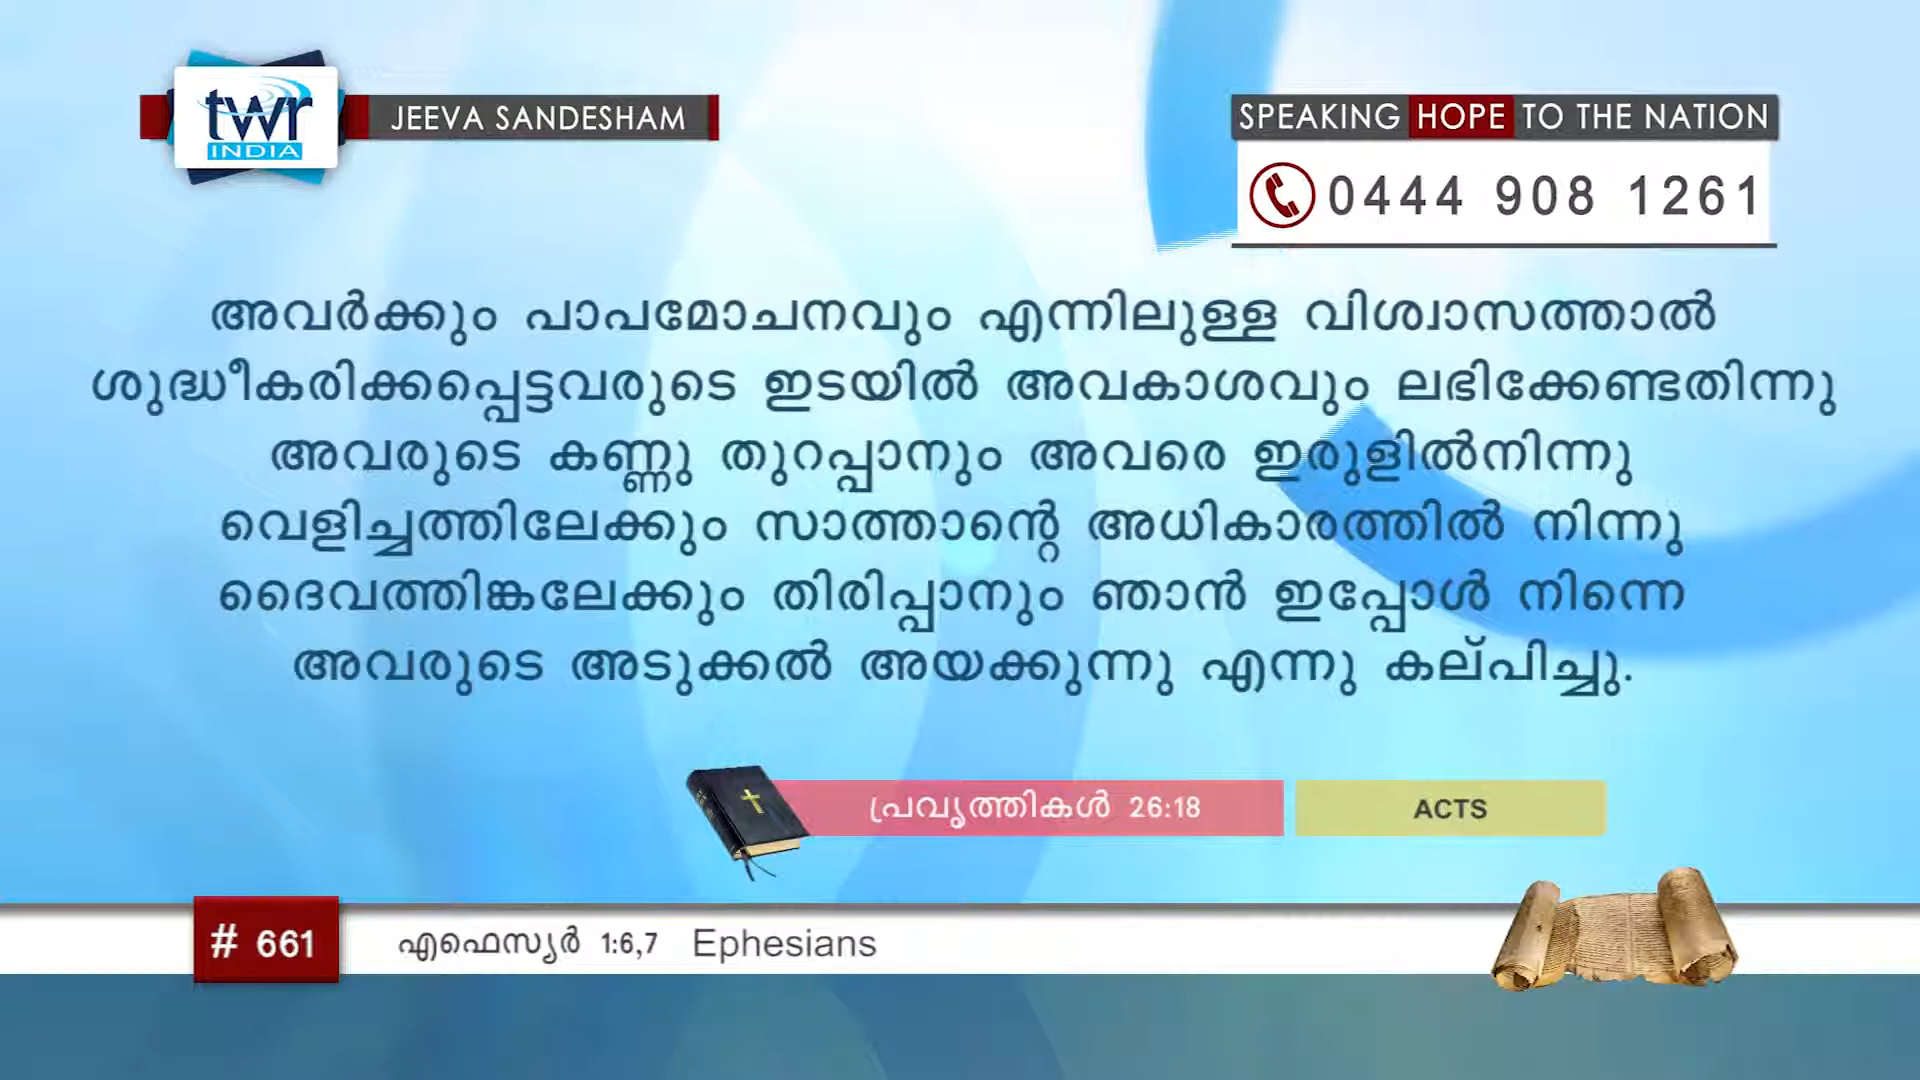 twr
INDIA
JEEVA SANDESHAM
SPEAKING HOPE TO THE NATION
0444 908 1261
അവർക്കും പാപമോചനവും എന്നിലുള്ള വിശ്വാസത്താൽ
ശുദ്ധീകരിക്കപ്പെട്ടവരുടെ ഇടയിൽ അവകാശവും ലഭിക്കേണ്ടതിന്നു
അവരുടെ കണ്ണു തുറപ്പാനും അവരെ ഇരുളിൽനിന്നു
വെളിച്ചത്തിലേക്കും സാത്താന്റെ അധികാരത്തിൽ നിന്നു
ദൈവത്തിങ്കലേക്കും തിരിപ്പാനും ഞാൻ ഇപ്പോൾ നിന്നെ
അവരുടെ അടുക്കൽ അയക്കുന്നു എന്നു കല്പിച്ചു.
പ്രവൃത്തികൾ 26:18
ACTS
# 661
എഫെസ്യർ 1:6,7 Ephesians